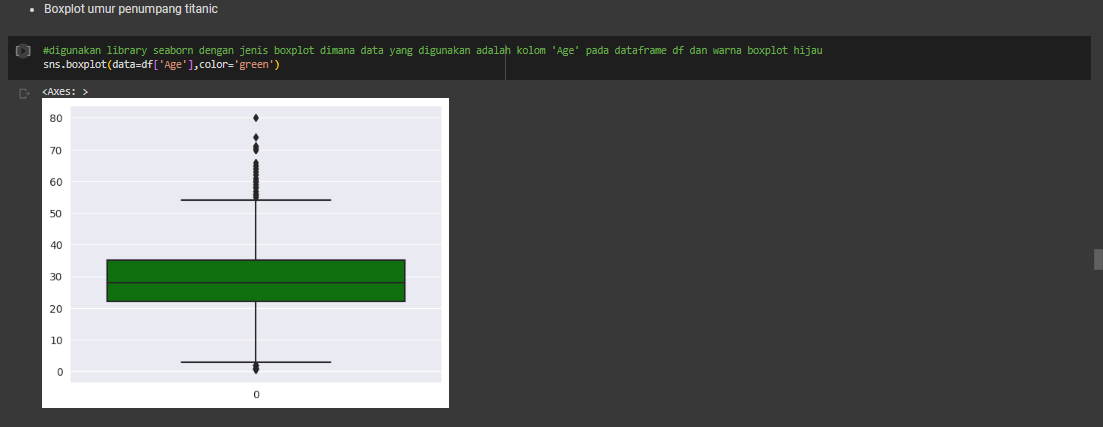 Boxplot umur penumpang titanic
#digunakan library seaborn dengan jenis boxplot dimana data yang digunakan adalah kolom 'Age' pada dataframe df dan warna boxplot hijau
sns.boxplot(data=df['Age'],color='green')
<Axes: >
80
70
60
50
40
30
20
10
0
0